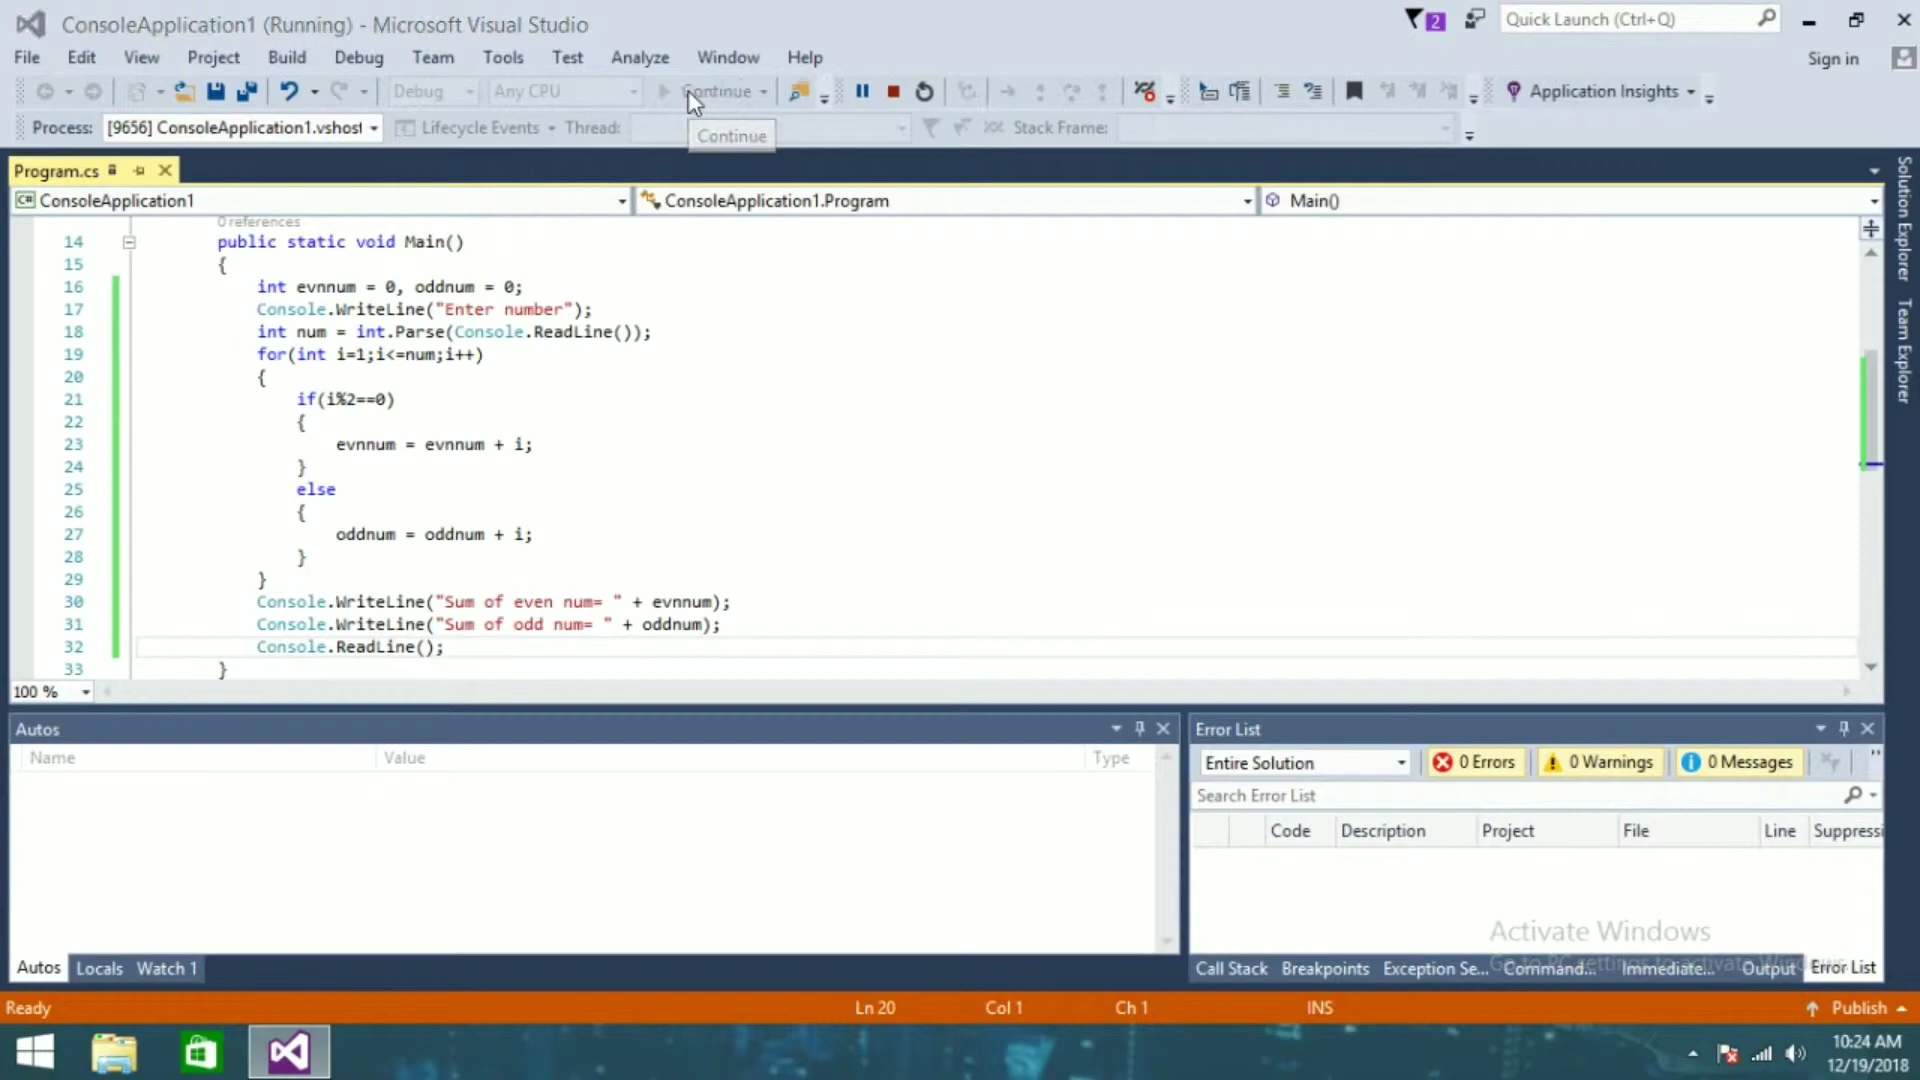 ConsoleApplication1 (Running) - Microsoft Visual Studio
2
Quick Launch (Ctrl+Q)
File Edit View Project Build Debug Team Tools Test Analyze Window Help
Sign in
Debug Any CPU Continue Application Insights
Process: [9656] ConsoleApplication1.vshost Lifecycle Events Thread: Stack Frame:
Continue
Program.cs
C# ConsoleApplication1 ConsoleApplication1.Program Main()
0 references
14 public static void Main()
15 {
16 int evnnum = 0, oddnum = 0;
17 Console.WriteLine("Enter number");
18 int num = int.Parse(Console.ReadLine());
19 for(int i=1;i<=num;i++)
20 {
21 if(i%2==0)
22 {
23 evnnum = evnnum + i;
24 }
25 else
26 {
27 oddnum = oddnum + i;
28 }
29 }
30 Console.WriteLine("Sum of even num= " + evnnum);
31 Console.WriteLine("Sum of odd num= " + oddnum);
32 Console.ReadLine();
33 }
100 %
Solution Explorer
Team Explorer
Autos
Name Value Type
Autos Locals Watch 1
Error List
Entire Solution 0 Errors 0 Warnings 0 Messages
Search Error List
Code Description Project File Line Suppressi
Activate Windows
Go to PC settings to activate Windows.
Call Stack Breakpoints Exception Se... Command... Immediate... Output Error List
Ready Ln 20 Col 1 Ch 1 INS Publish
10:24 AM
12/19/2018